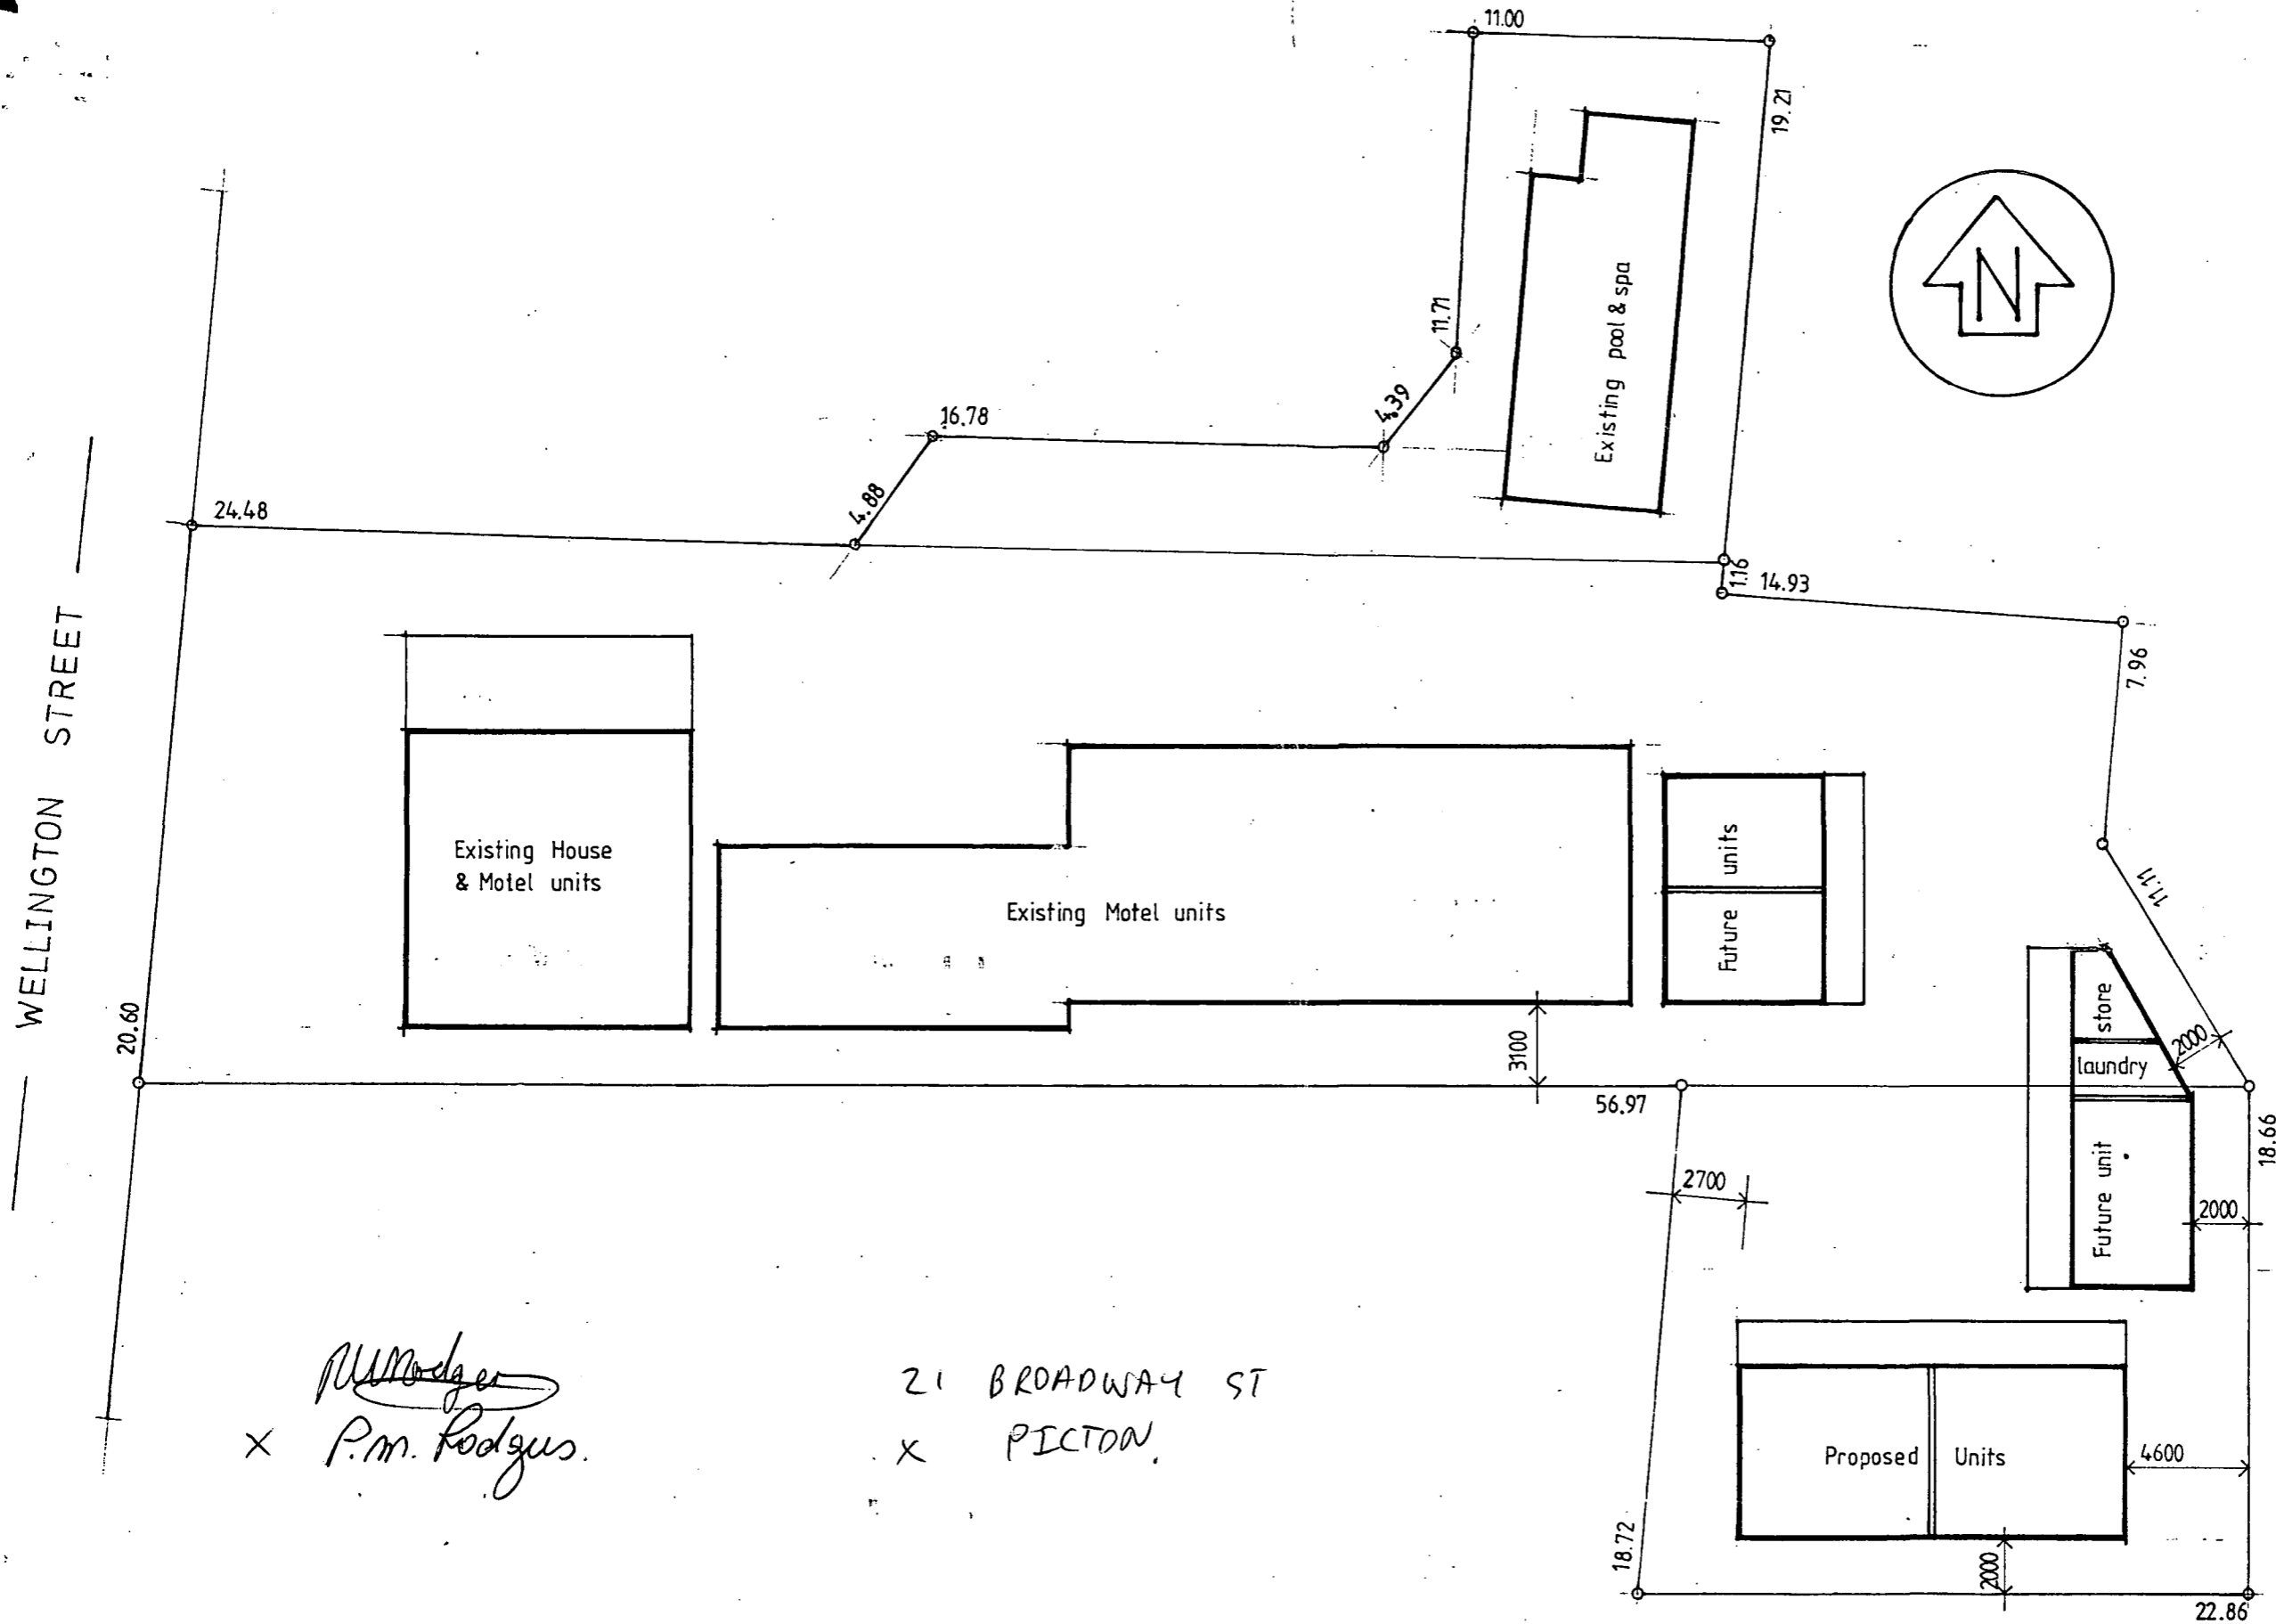 11.00
19.21
N
11.71
Existing pool & spa
4.39
16.78
4.88
24.48
1.16
14.93
7.96
WELLINGTON STREET
Existing House
& Motel units
Existing Motel units
Future units
11.11
store
2000
laundry
20.60
3100
56.97
18.66
2700
Future unit
2000
21 BROADWAY ST
x P.M. Rodgers.
x PICTON.
Proposed Units
4600
18.72
2000
22.86